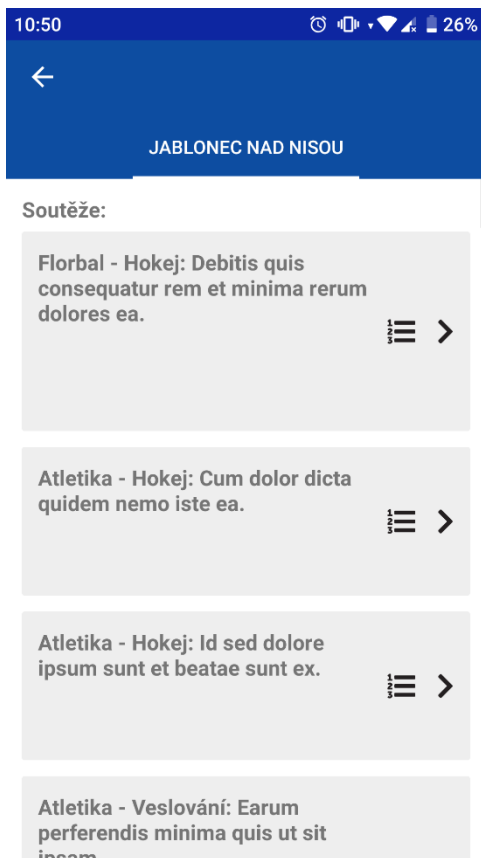 10:50
26%
JABLONEC NAD NISOU
Soutěže:
Florbal - Hokej: Debitis quis
consequatur rem et minima rerum
dolores ea.
Atletika - Hokej: Cum dolor dicta
quidem nemo iste ea.
Atletika - Hokej: Id sed dolore
ipsum sunt et beatae sunt ex.
Atletika - Veslování: Earum
perferendis minima quis ut sit